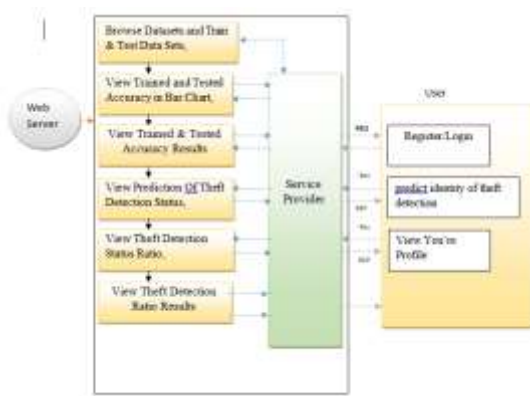 Browse Datasets and Train
& Test Data Sets,
View Trained and Tested
Accuracy in Bar Chart,
View Trained & Tested
Accuracy Results
View Prediction Of Theft
Detection Status,
View Theft Detection
Status Ratio,
View Theft Detection
Ratio Results
Web
Server
Service
Provider
User
REQ
Register/Login
predict identity of theft
detection
View You're
Profile